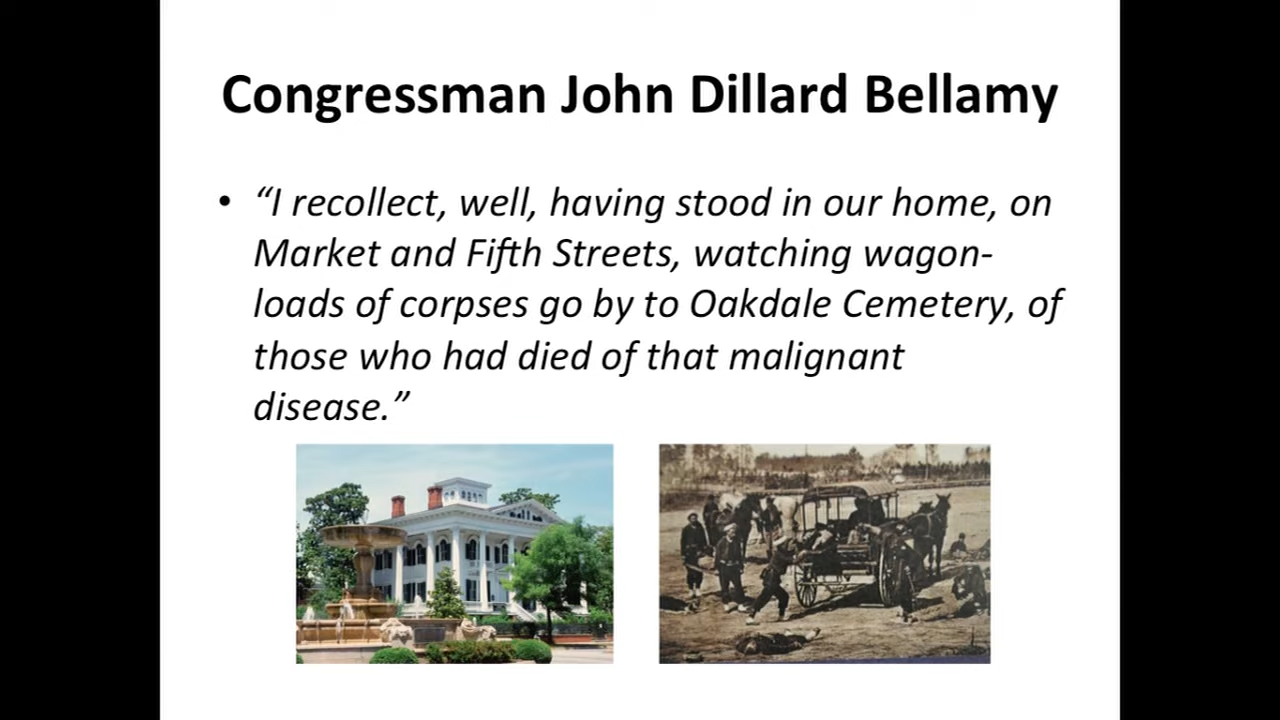 Congressman John Dillard Bellamy
• “I recollect, well, having stood in our home, on
Market and Fifth Streets, watching wagon-
loads of corpses go by to Oakdale Cemetery, of
those who had died of that malignant
disease.”